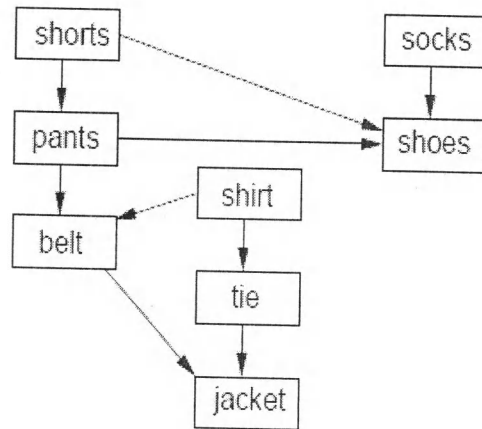 shorts
socks
pants
shoes
shirt
belt
tie
jacket